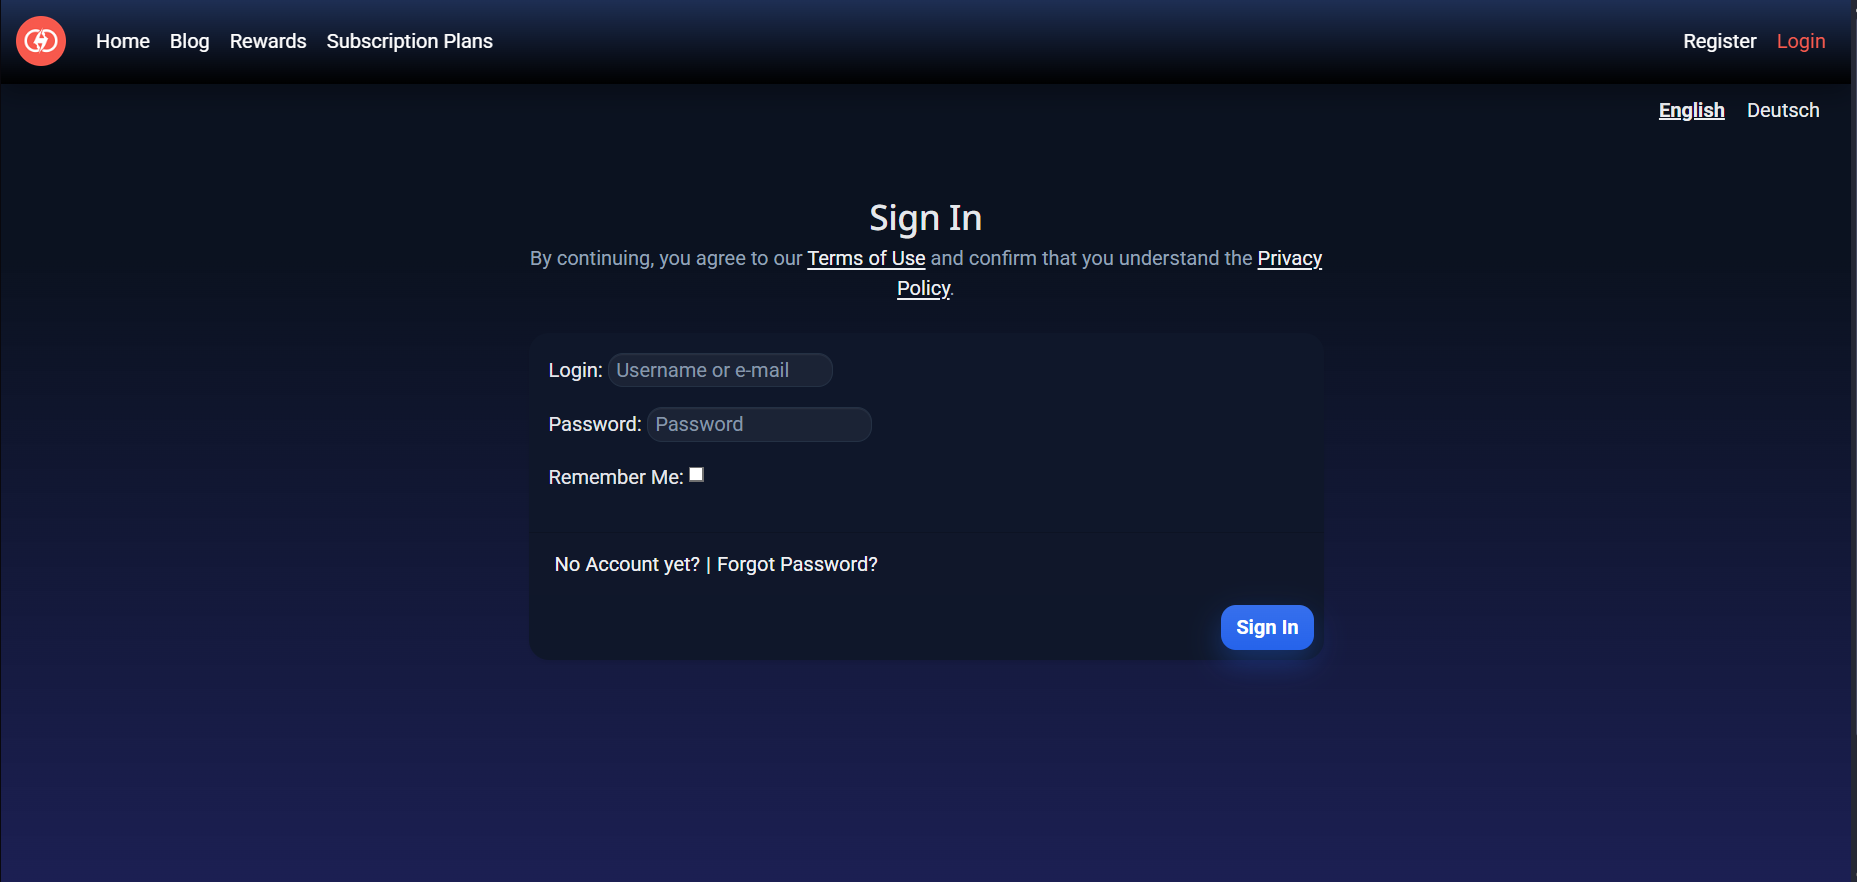 Home Blog Rewards Subscription Plans Register Login
English Deutsch
Sign In
By continuing, you agree to our Terms of Use and confirm that you understand the Privacy
Policy.
Login: Username or e-mail
Password: Password
Remember Me:
No Account yet? | Forgot Password?
Sign In